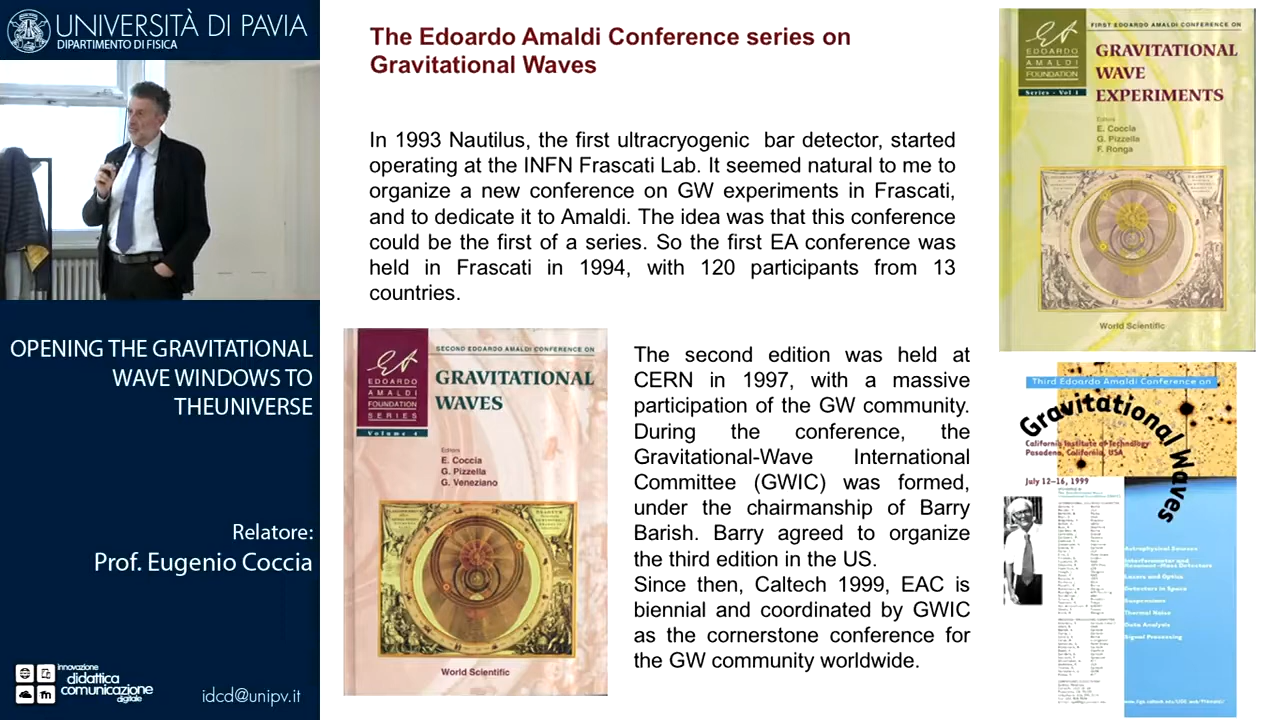 UNIVERSITÀ DI PAVIA
DIPARTIMENTO DI FISICA
OPENING THE GRAVITATIONAL
WAVE WINDOWS TO
THEUNIVERSE
Relatore:
Prof. Eugenio Coccia
innovazione
didattica
comunicazione
digitale
idcd@unipv.it
The Edoardo Amaldi Conference series on
Gravitational Waves
In 1993 Nautilus, the first ultracryogenic bar detector, started
operating at the INFN Frascati Lab. It seemed natural to me to
organize a new conference on GW experiments in Frascati,
and to dedicate it to Amaldi. The idea was that this conference
could be the first of a series. So the first EA conference was
held in Frascati in 1994, with 120 participants from 13
countries.
FIRST EDOARDO AMALDI CONFERENCE ON
EDOARDO
AMALDI
FOUNDATION
Series - Vol 1
GRAVITATIONAL
WAVE
EXPERIMENTS
Editors
E. Coccia
G. Pizzella
F. Ronga
World Scientific
SECOND EDOARDO AMALDI CONFERENCE ON
EDOARDO
AMALDI
FOUNDATION
SERIES
Volume 4
GRAVITATIONAL
WAVES
Editors
E. Coccia
G. Pizzella
G. Veneziano
World Scientific
The second edition was held at
CERN in 1997, with a massive
participation of the GW community.
During the conference, the
Gravitational-Wave International
Committee (GWIC) was formed,
under the chairmanship of Barry
Barish. Barry agreed to organize
the third edition in the US.
Since then, Caltech 1999, EAC is
biennial and coordinated by GWIC
as the cornerstone conference for
the GW community worldwide.
Third Edoardo Amaldi Conference on
Gravitational Waves
California Institute of Technology
Pasadena, California, USA
July 12-16, 1999
Astrophysical Sources
Interferometer and
Resonant-Mass Detectors
Lasers and Optics
Detectors in Space
Suspensions
Thermal Noise
Data Analysis
Signal Processing